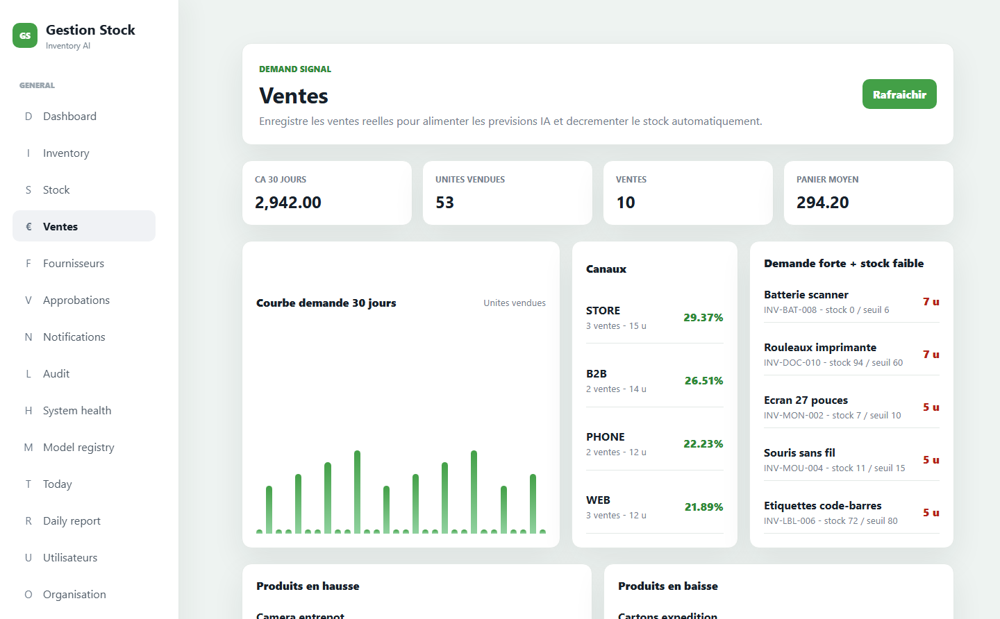 GS
Gestion Stock
Inventory AI
GENERAL
D Dashboard
I Inventory
S Stock
€ Ventes
F Fournisseurs
V Approbations
N Notifications
L Audit
H System health
M Model registry
T Today
R Daily report
U Utilisateurs
O Organisation
DEMAND SIGNAL
Ventes
Enregistre les ventes reelles pour alimenter les previsions IA et decrementer le stock automatiquement.
Rafraichir
CA 30 JOURS
2,942.00
UNITES VENDUES
53
VENTES
10
PANIER MOYEN
294.20
Courbe demande 30 jours
Unites vendues
Canaux
STORE
3 ventes - 15 u
29.37%
B2B
2 ventes - 14 u
26.51%
PHONE
2 ventes - 12 u
22.23%
WEB
3 ventes - 12 u
21.89%
Demande forte + stock faible
Batterie scanner
INV-BAT-008 - stock 0 / seuil 6
7 u
Rouleaux imprimante
INV-DOC-010 - stock 94 / seuil 60
7 u
Ecran 27 pouces
INV-MON-002 - stock 7 / seuil 10
5 u
Souris sans fil
INV-MOU-004 - stock 11 / seuil 15
5 u
Etiquettes code-barres
INV-LBL-006 - stock 72 / seuil 80
5 u
Produits en hausse
Camera entrepot
Produits en baisse
Cartons expedition